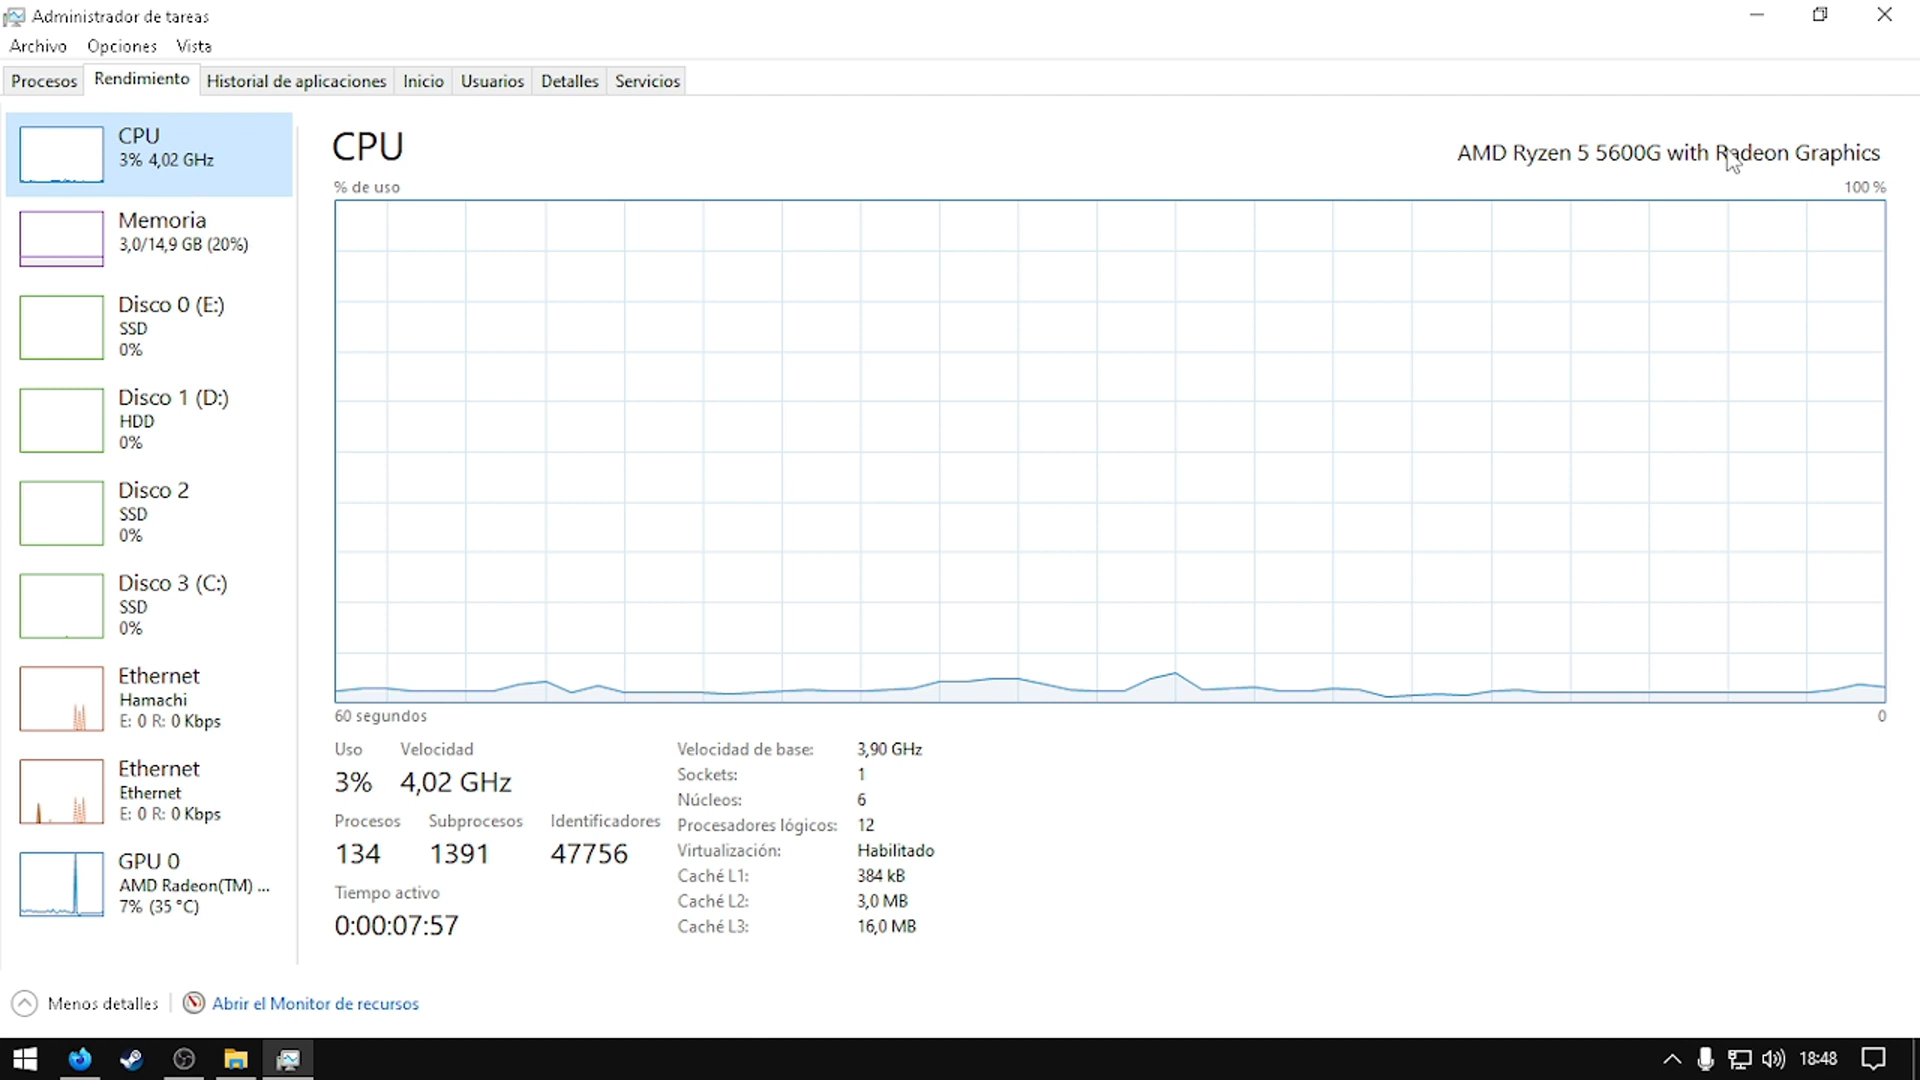 Administrador de tareas
Archivo Opciones Vista
Procesos Rendimiento Historial de aplicaciones Inicio Usuarios Detalles Servicios
CPU
3% 4,02 GHz
Memoria
3,0/14,9 GB (20%)
Disco 0 (E:)
SSD
0%
Disco 1 (D:)
HDD
0%
Disco 2
SSD
0%
Disco 3 (C:)
SSD
0%
Ethernet
Hamachi
E: 0 R: 0 Kbps
Ethernet
Ethernet
E: 0 R: 0 Kbps
GPU 0
AMD Radeon(TM) ...
7% (35 °C)
CPU
AMD Ryzen 5 5600G with Radeon Graphics
% de uso 100 %
60 segundos 0
Uso Velocidad
3% 4,02 GHz
Procesos Subprocesos Identificadores
134 1391 47756
Tiempo activo
0:00:07:57
Velocidad de base: 3,90 GHz
Sockets: 1
Núcleos: 6
Procesadores lógicos: 12
Virtualización: Habilitado
Caché L1: 384 kB
Caché L2: 3,0 MB
Caché L3: 16,0 MB
Menos detalles Abrir el Monitor de recursos
18:48